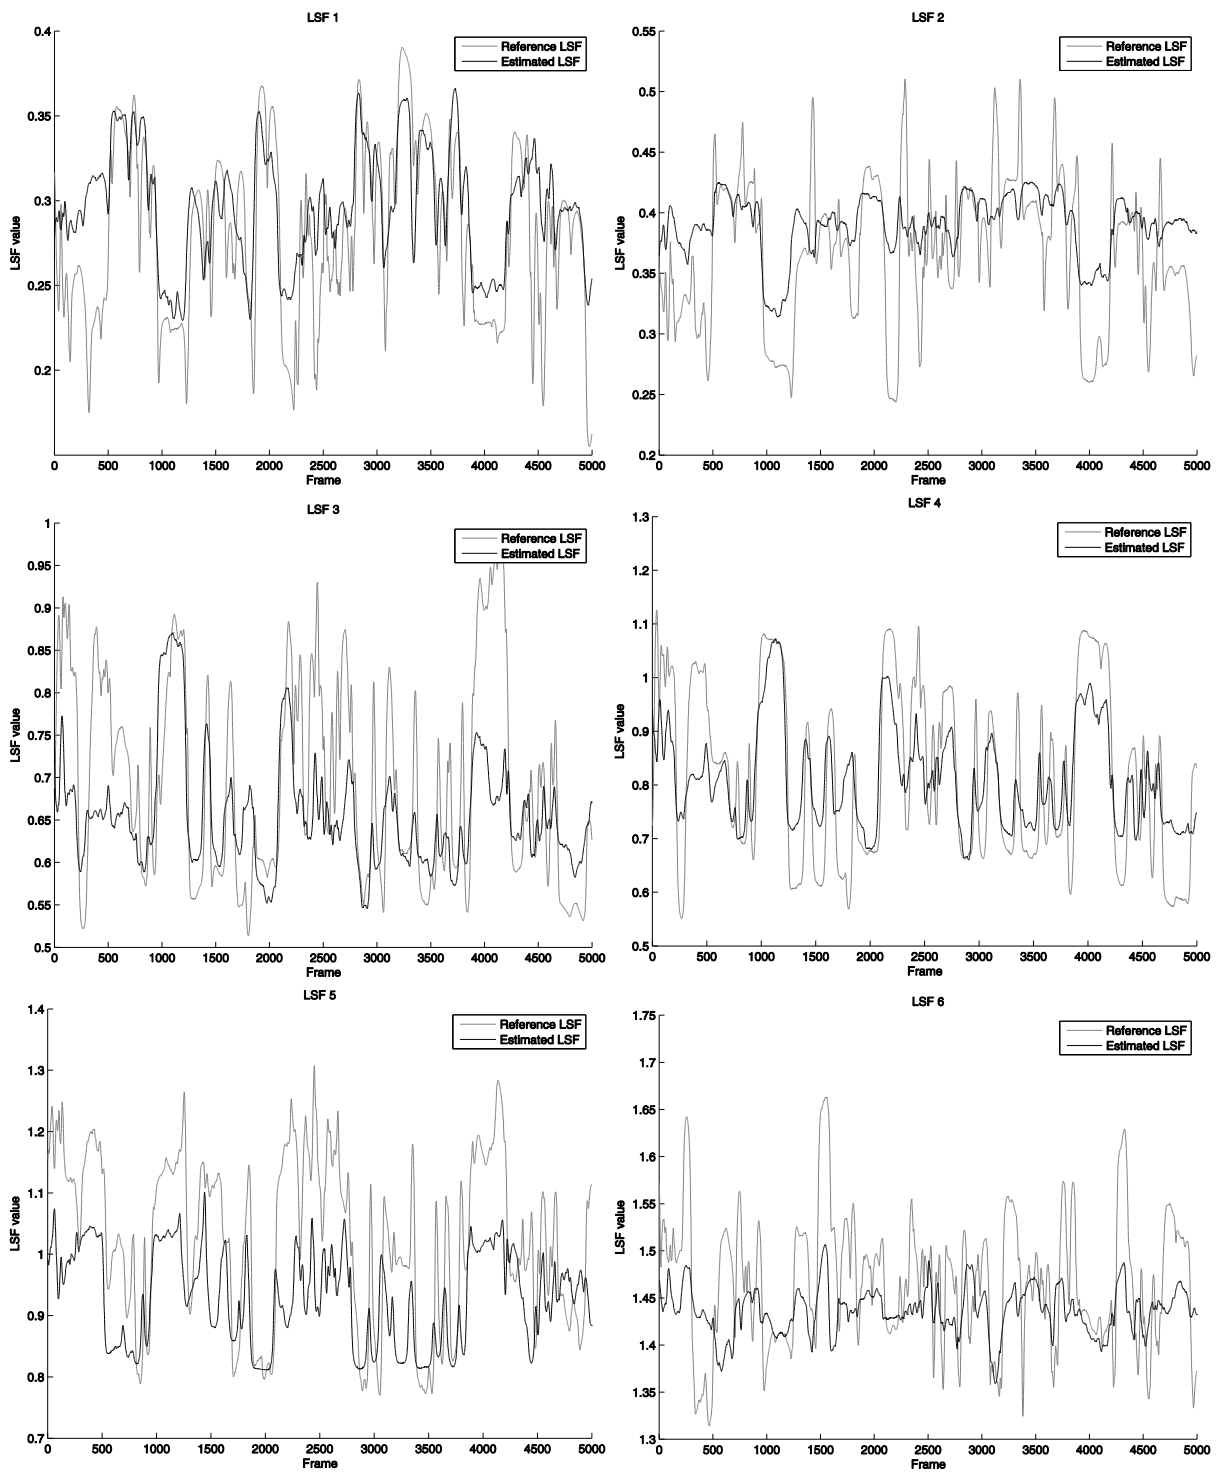 LSF 1
Reference LSF
Estimated LSF
LSF value
0.4
0.35
0.3
0.25
0.2
0 500 1000 1500 2000 2500 3000 3500 4000 4500 5000
Frame
LSF 2
Reference LSF
Estimated LSF
LSF value
0.55
0.5
0.45
0.4
0.35
0.3
0.25
0.2
0 500 1000 1500 2000 2500 3000 3500 4000 4500 5000
Frame
LSF 3
Reference LSF
Estimated LSF
LSF value
1
0.95
0.9
0.85
0.8
0.75
0.7
0.65
0.6
0.55
0.5
0 500 1000 1500 2000 2500 3000 3500 4000 4500 5000
Frame
LSF 4
Reference LSF
Estimated LSF
LSF value
1.3
1.2
1.1
1
0.9
0.8
0.7
0.6
0.5
0 500 1000 1500 2000 2500 3000 3500 4000 4500 5000
Frame
LSF 5
Reference LSF
Estimated LSF
LSF value
1.4
1.3
1.2
1.1
1
0.9
0.8
0.7
0 500 1000 1500 2000 2500 3000 3500 4000 4500 5000
Frame
LSF 6
Reference LSF
Estimated LSF
LSF value
1.75
1.7
1.65
1.6
1.55
1.5
1.45
1.4
1.35
1.3
0 500 1000 1500 2000 2500 3000 3500 4000 4500 5000
Frame